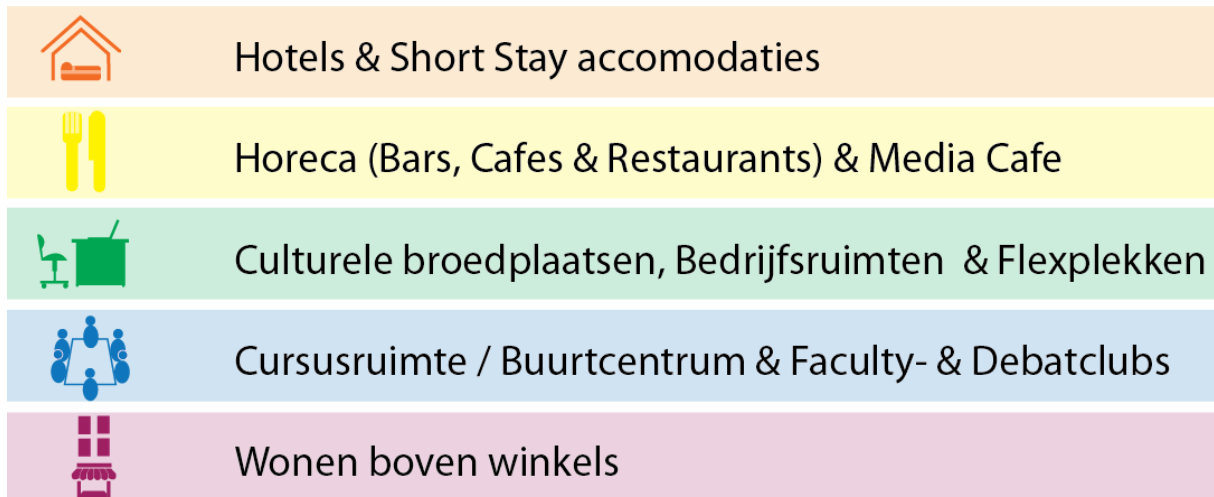 Hotels & Short Stay accomodaties
Horeca (Bars, Cafes & Restaurants) & Media Cafe
Culturele broedplaatsen, Bedrijfsruimten & Flexplekken
Cursusruimte / Buurtcentrum & Faculty- & Debatclubs
Wonen boven winkels